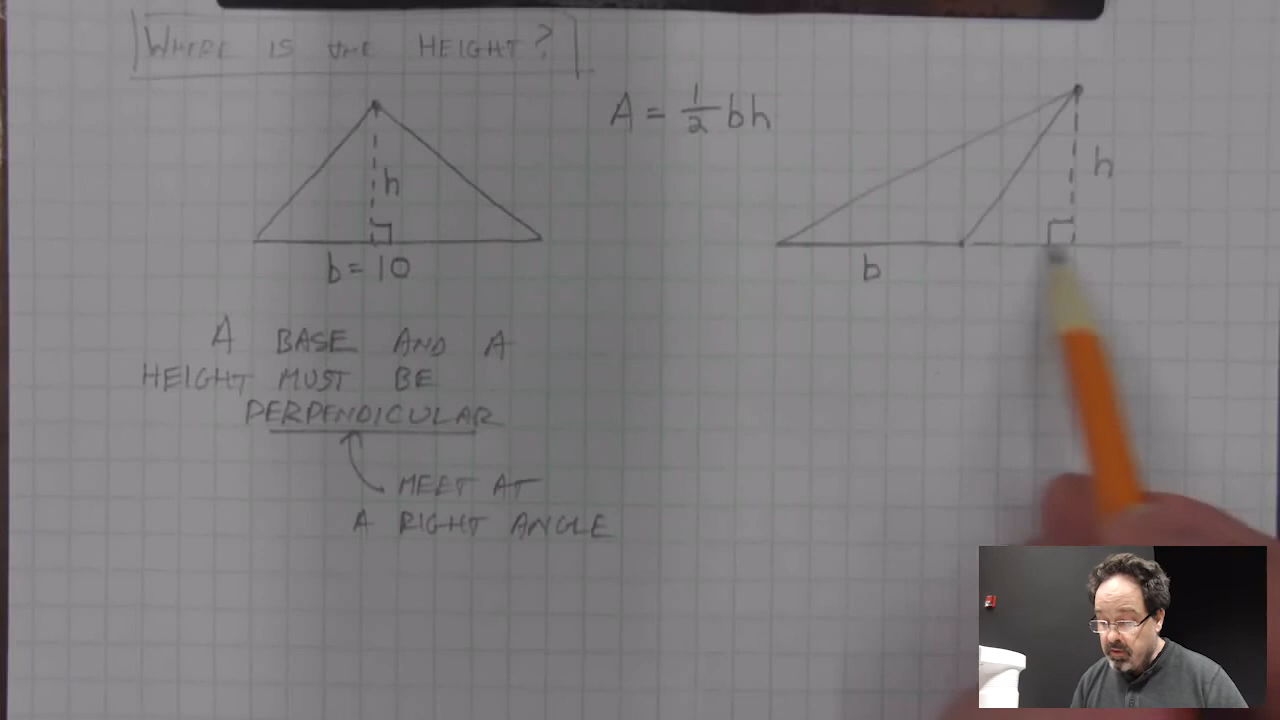 WHERE IS THE HEIGHT?
A = 1/2 bh
h
b = 10
h
b
A BASE AND A
HEIGHT MUST BE
PERPENDICULAR
MEET AT
A RIGHT ANGLE